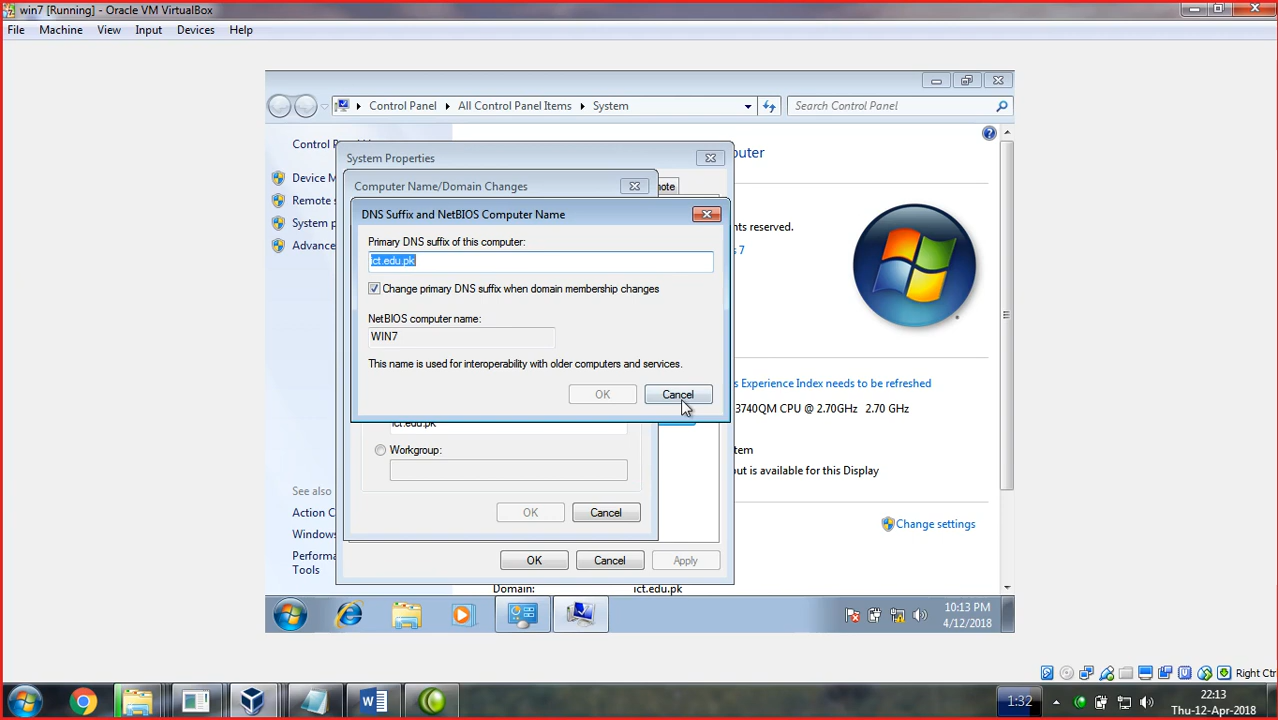 win7 [Running] - Oracle VM VirtualBox
File Machine View Input Devices Help
Control Panel All Control Panel Items System
Search Control Panel
Device M
Remote s
System p
Advance
System Properties
note
Computer Name/Domain Changes
DNS Suffix and NetBIOS Computer Name
Primary DNS suffix of this computer:
ict.edu.pk
Change primary DNS suffix when domain membership changes
NetBIOS computer name:
WIN7
This name is used for interoperability with older computers and services.
OK Cancel
ict.edu.pk
Workgroup:
OK Cancel
OK Cancel Apply
puter
ghts reserved.
s 7
s Experience Index needs to be refreshed
3740QM CPU @ 2.70GHz 2.70 GHz
tem
out is available for this Display
Change settings
Domain: ict.edu.pk
See also
Action C
Windows
Performa
Tools
10:13 PM
4/12/2018
Right Ctr
1:32
22:13
Thu-12-Apr-2018